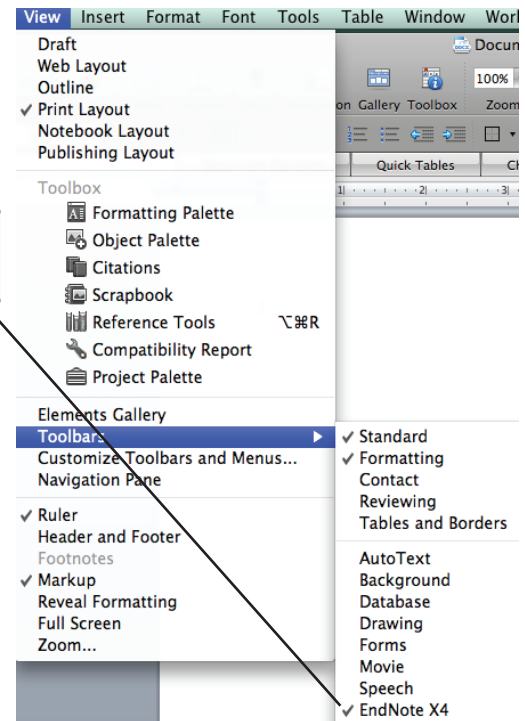 View Insert Format Font Tools Table Window
Draft
Web Layout
Outline
✓ Print Layout
Notebook Layout
Publishing Layout
Toolbox
Formatting Palette
Object Palette
Citations
Scrapbook
Reference Tools ⌥⌘R
Compatibility Report
Project Palette
Elements Gallery
Toolbars
Customize Toolbars and Menus...
Navigation Pane
✓ Ruler
Header and Footer
Footnotes
✓ Markup
Reveal Formatting
Full Screen
Zoom...
Gallery Toolbox Zoom
100%
Quick Tables
1 2 3
✓ Standard
✓ Formatting
Contact
Reviewing
Tables and Borders
AutoText
Background
Database
Drawing
Forms
Movie
Speech
✓ EndNote X4